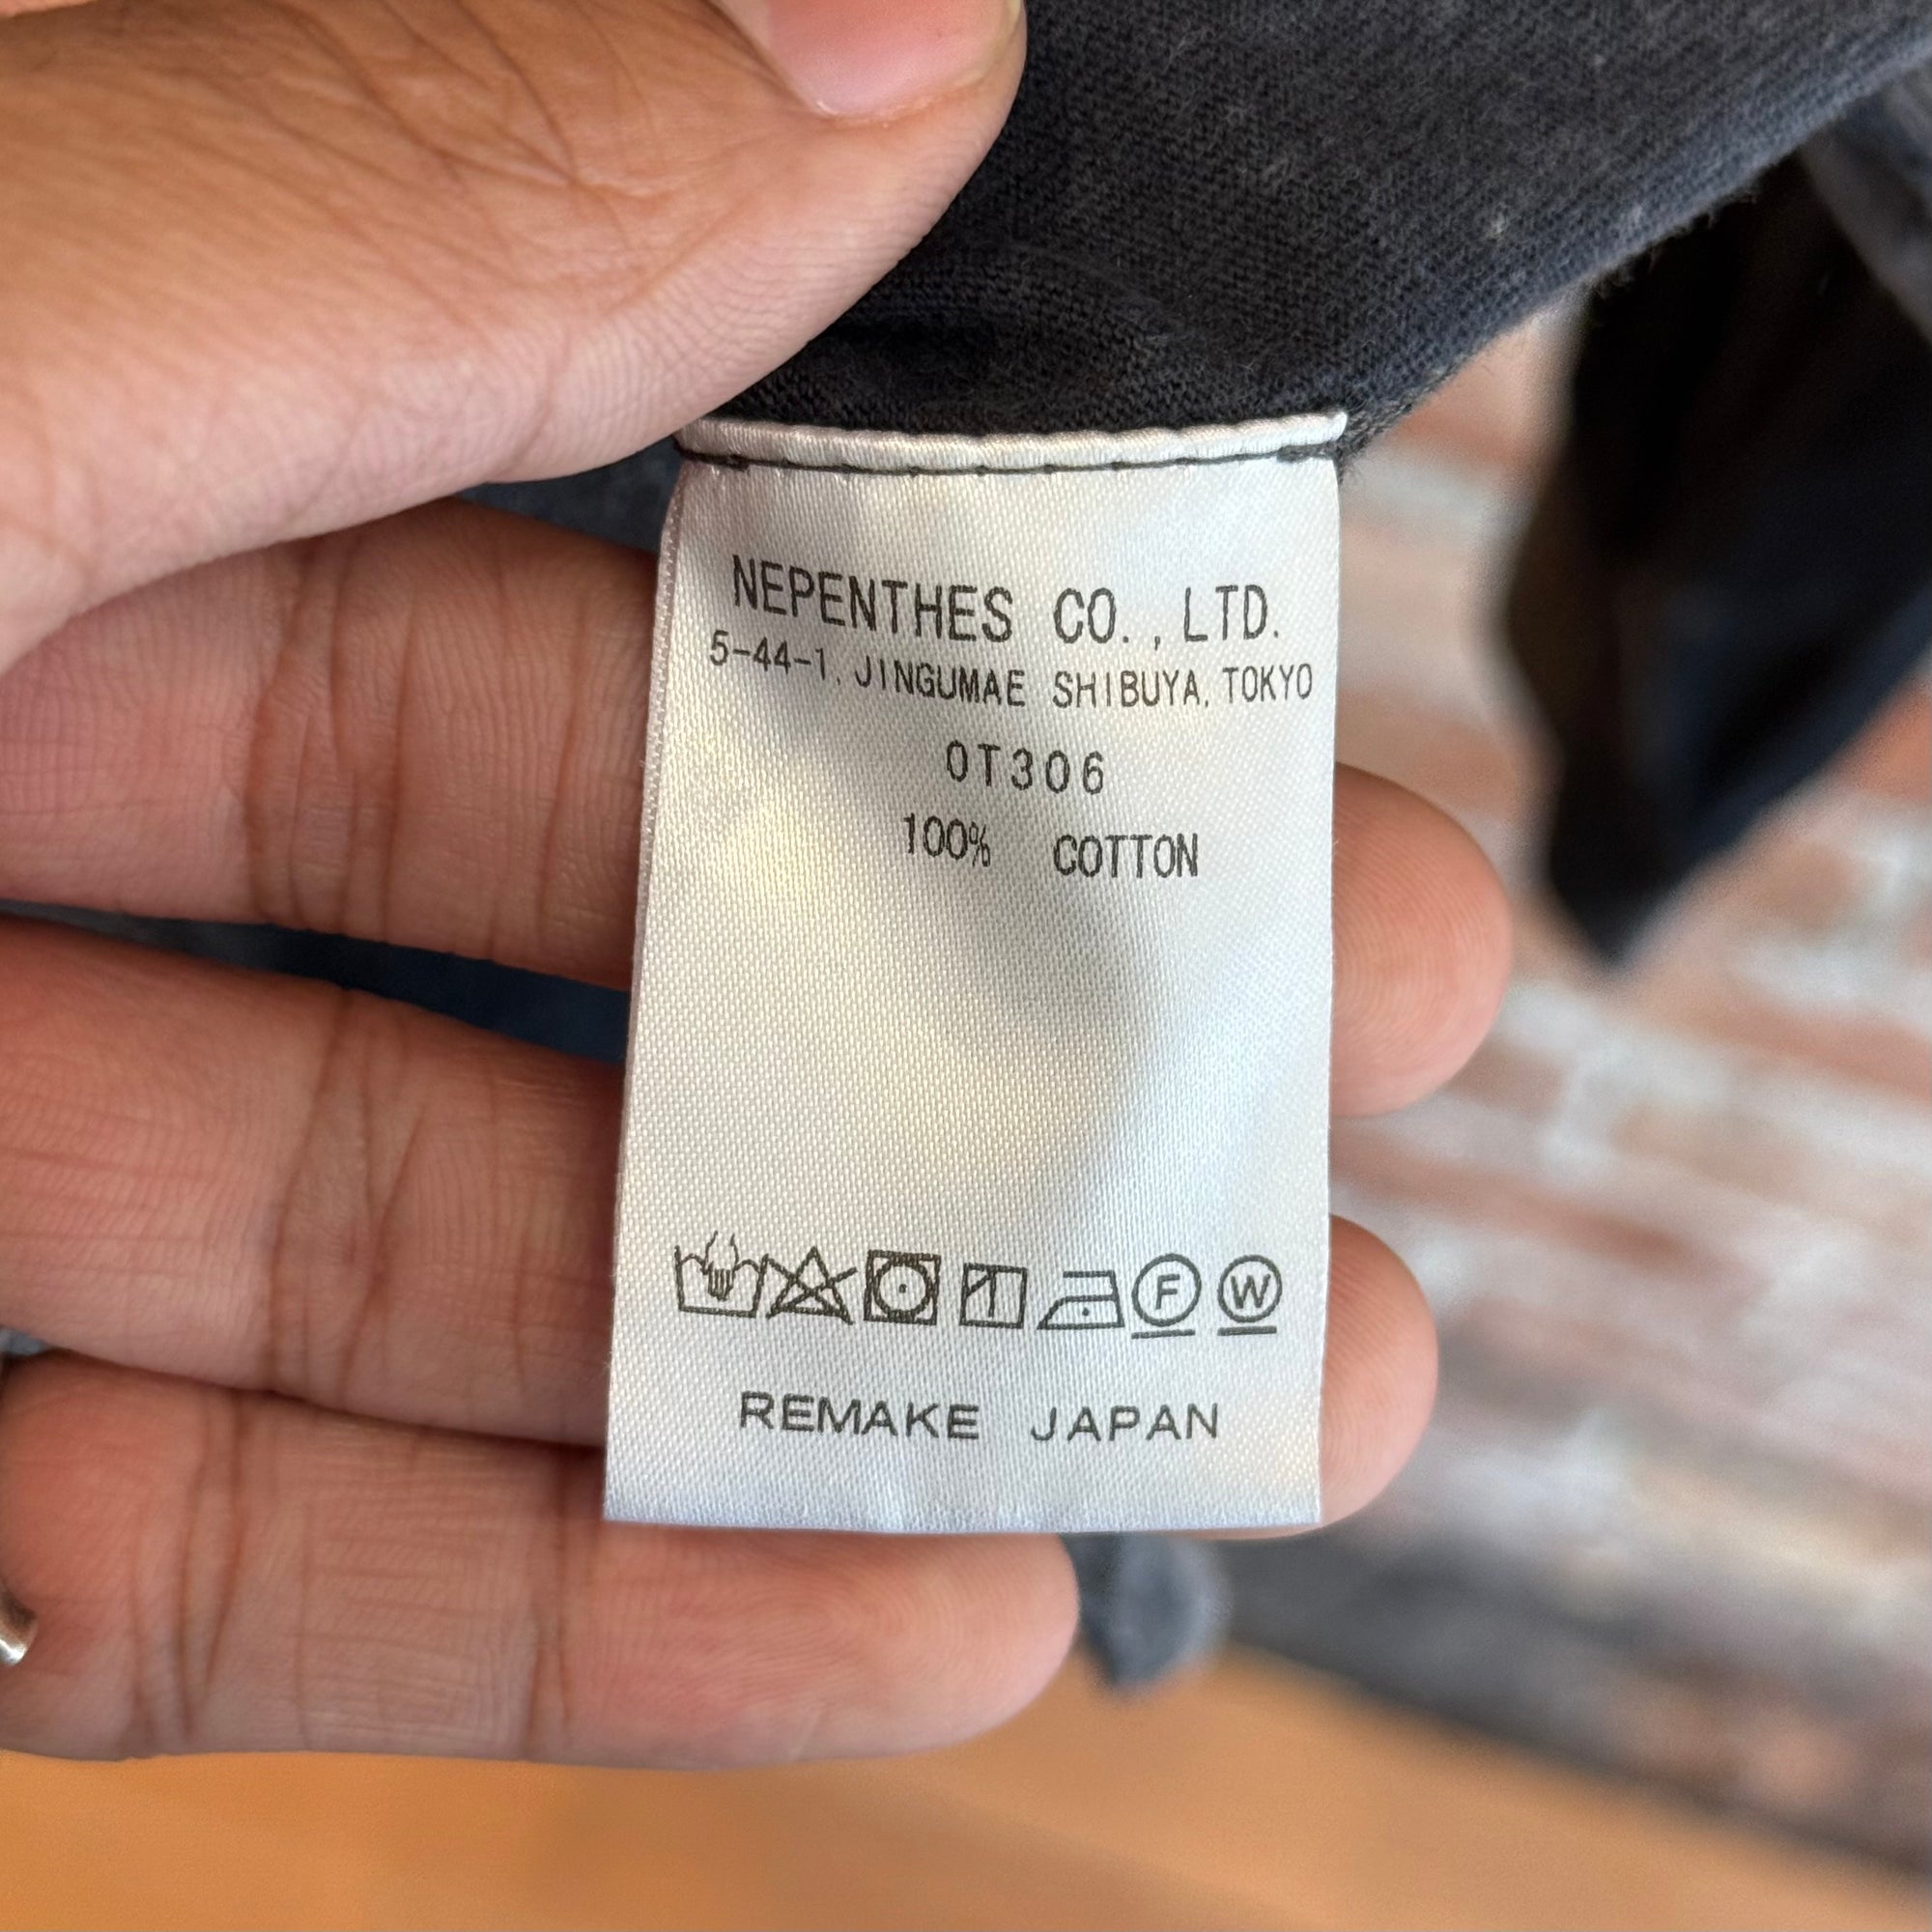 NEPENTHES CO., LTD.
5-44-1, JINGUMAE SHIBUYA, TOKYO
0T306
100% COTTON
F W
REMAKE JAPAN